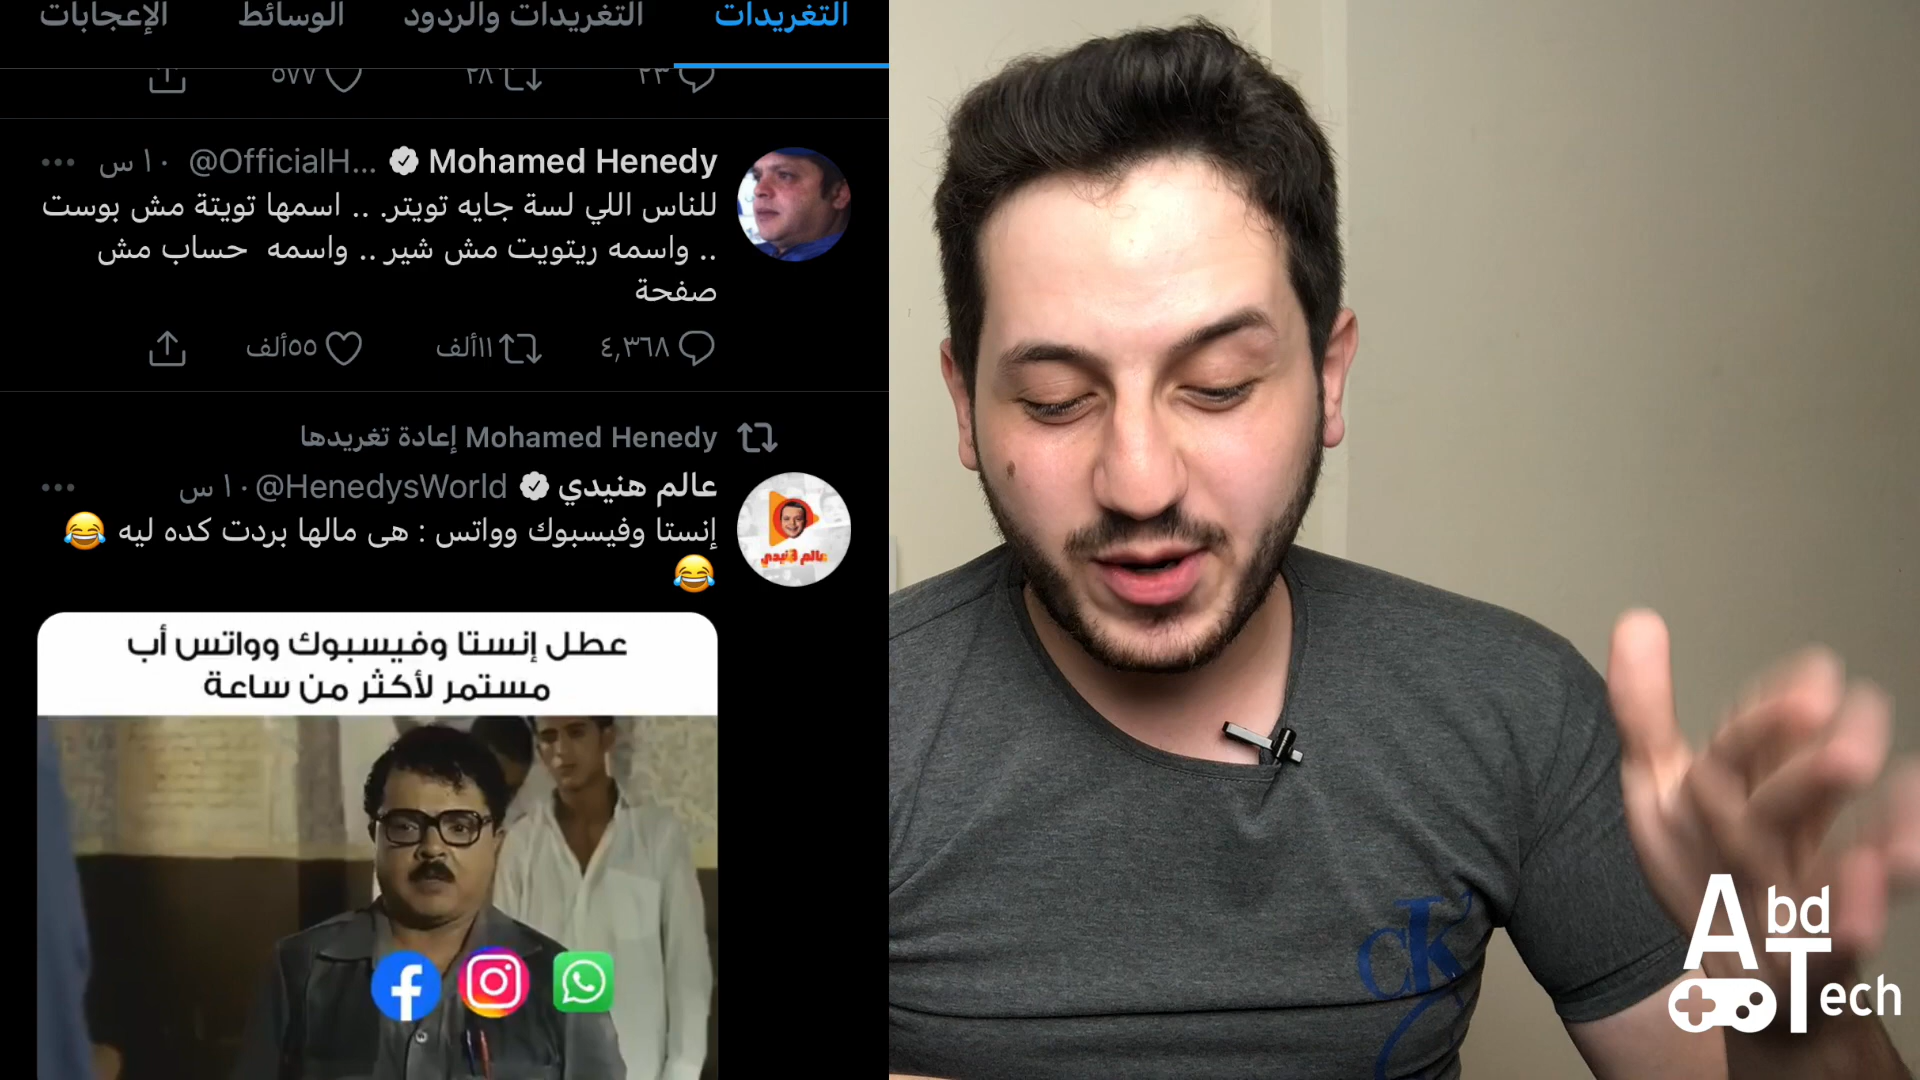 التغريدات
التغريدات والردود
الوسائط
الإعجابات
٢٣
٢٨
٥٧٧
Mohamed Henedy @OfficialH... · ١٠ س
للناس اللي لسة جايه تويتر. .. اسمها تويتة مش بوست
.. واسمه ريتويت مش شير .. واسمه حساب مش
صفحة
٤,٣٦٨
١١ألف
٥٥ألف
Mohamed Henedy إعادة تغريدها
عالم هنيدي @HenedysWorld · ١٠ س
إنستا وفيسبوك وواتس : هى مالها بردت كده ليه 😂
😂
عالم هنيدي
عطل إنستا وفيسبوك وواتس أب
مستمر لأكثر من ساعة
CK
Abd
Tech